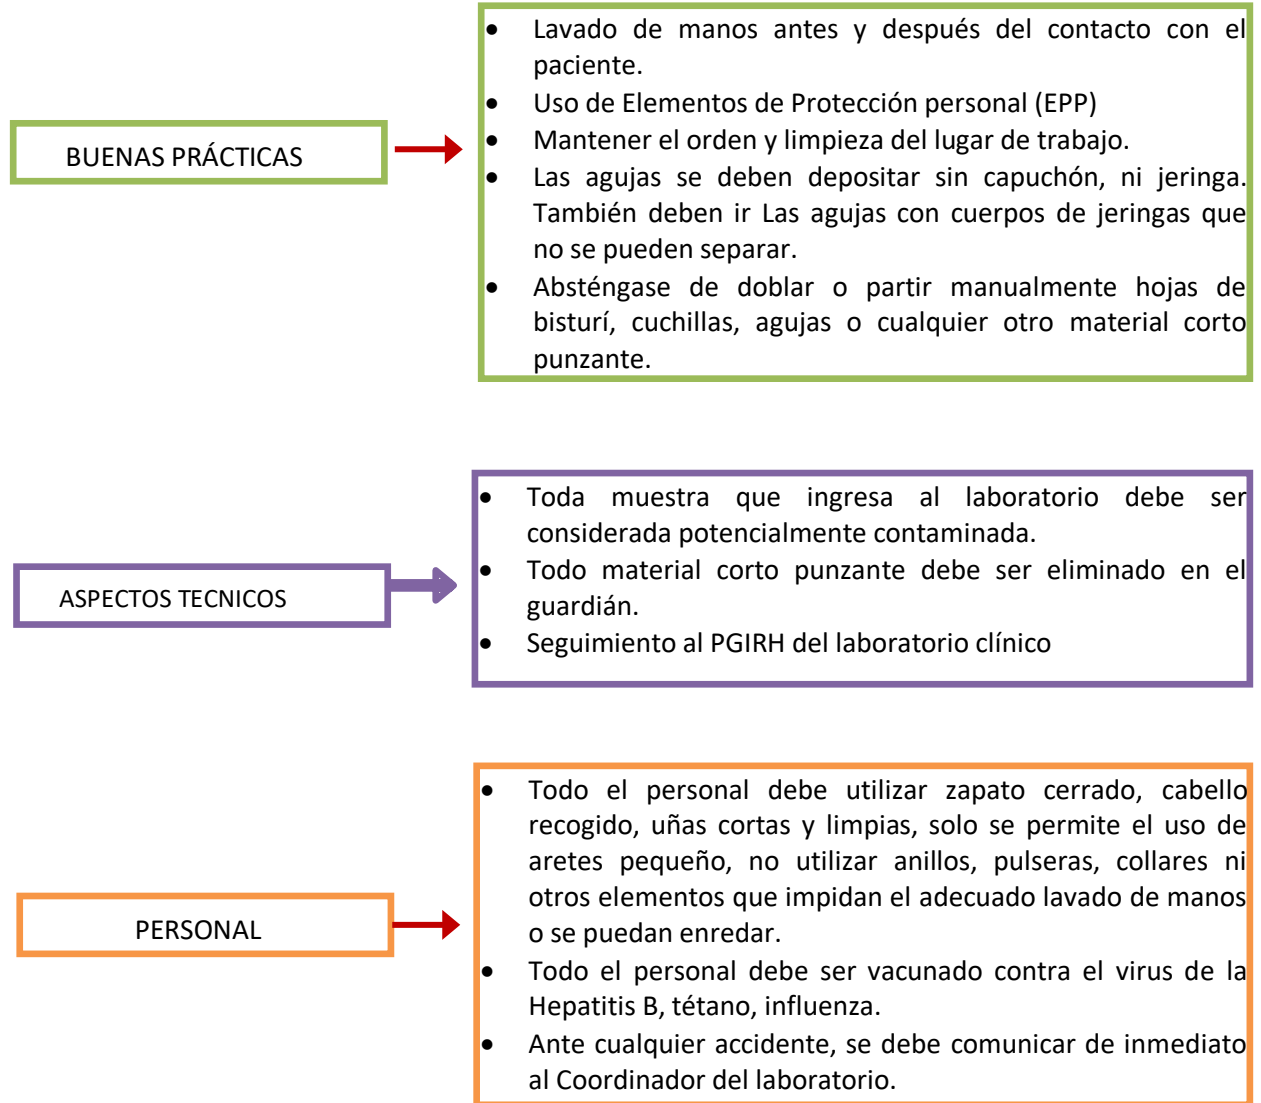 BUENAS PRÁCTICAS
• Lavado de manos antes y después del contacto con el
paciente.
• Uso de Elementos de Protección personal (EPP)
• Mantener el orden y limpieza del lugar de trabajo.
• Las agujas se deben depositar sin capuchón, ni jeringa.
También deben ir Las agujas con cuerpos de jeringas que
no se pueden separar.
• Absténgase de doblar o partir manualmente hojas de
bisturí, cuchillas, agujas o cualquier otro material corto
punzante.
ASPECTOS TECNICOS
• Toda muestra que ingresa al laboratorio debe ser
considerada potencialmente contaminada.
• Todo material corto punzante debe ser eliminado en el
guardián.
• Seguimiento al PGIRH del laboratorio clínico
PERSONAL
• Todo el personal debe utilizar zapato cerrado, cabello
recogido, uñas cortas y limpias, solo se permite el uso de
aretes pequeño, no utilizar anillos, pulseras, collares ni
otros elementos que impidan el adecuado lavado de manos
o se puedan enredar.
• Todo el personal debe ser vacunado contra el virus de la
Hepatitis B, tétano, influenza.
• Ante cualquier accidente, se debe comunicar de inmediato
al Coordinador del laboratorio.